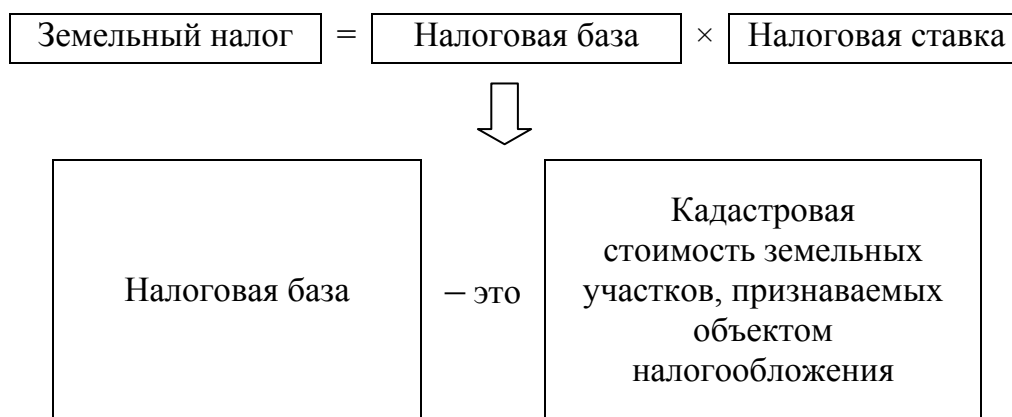 Земельный налог = Налоговая база × Налоговая ставка
Налоговая база – это
Кадастровая
стоимость земельных
участков, признаваемых
объектом
налогообложения